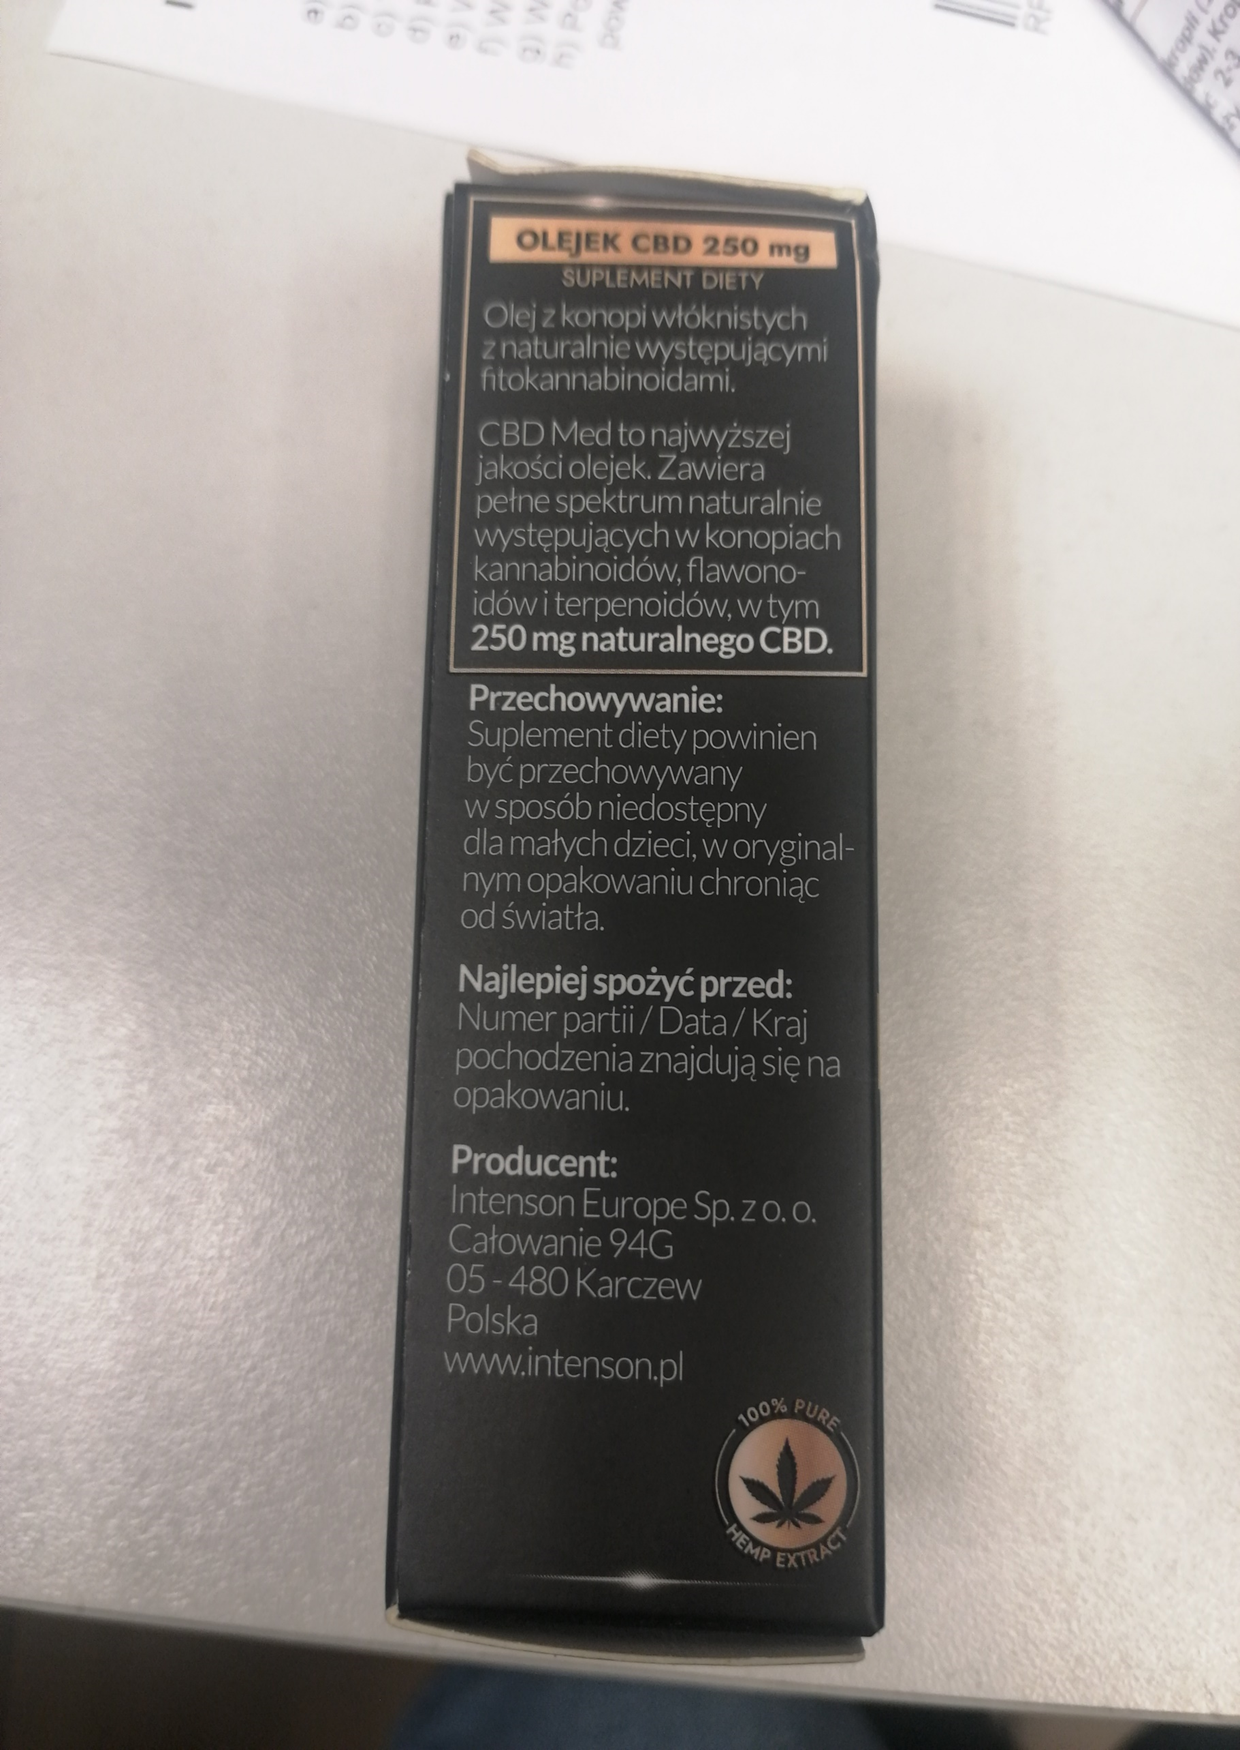 a)
b)
c)
d)
e)
f)
g)
h)
OLEJEK CBD 250 mg
SUPLEMENT DIETY
Olej z konopi włóknistych
z naturalnie występującymi
fitokannabinoidami.
CBD Med to najwyższej
jakości olejek. Zawiera
pełne spektrum naturalnie
występujących w konopiach
kannabinoidów, flawono-
idów i terpenoidów, w tym
250 mg naturalnego CBD.
Przechowywanie:
Suplement diety powinien
być przechowywany
w sposób niedostępny
dla małych dzieci, w oryginal-
nym opakowaniu chroniąc
od światła.
Najlepiej spożyć przed:
Numer partii / Data / Kraj
pochodzenia znajdują się na
opakowaniu.
Producent:
Intenson Europe Sp. z o. o.
Całowanie 94G
05 - 480 Karczew
Polska
www.intenson.pl
100% PURE
HEMP EXTRACT